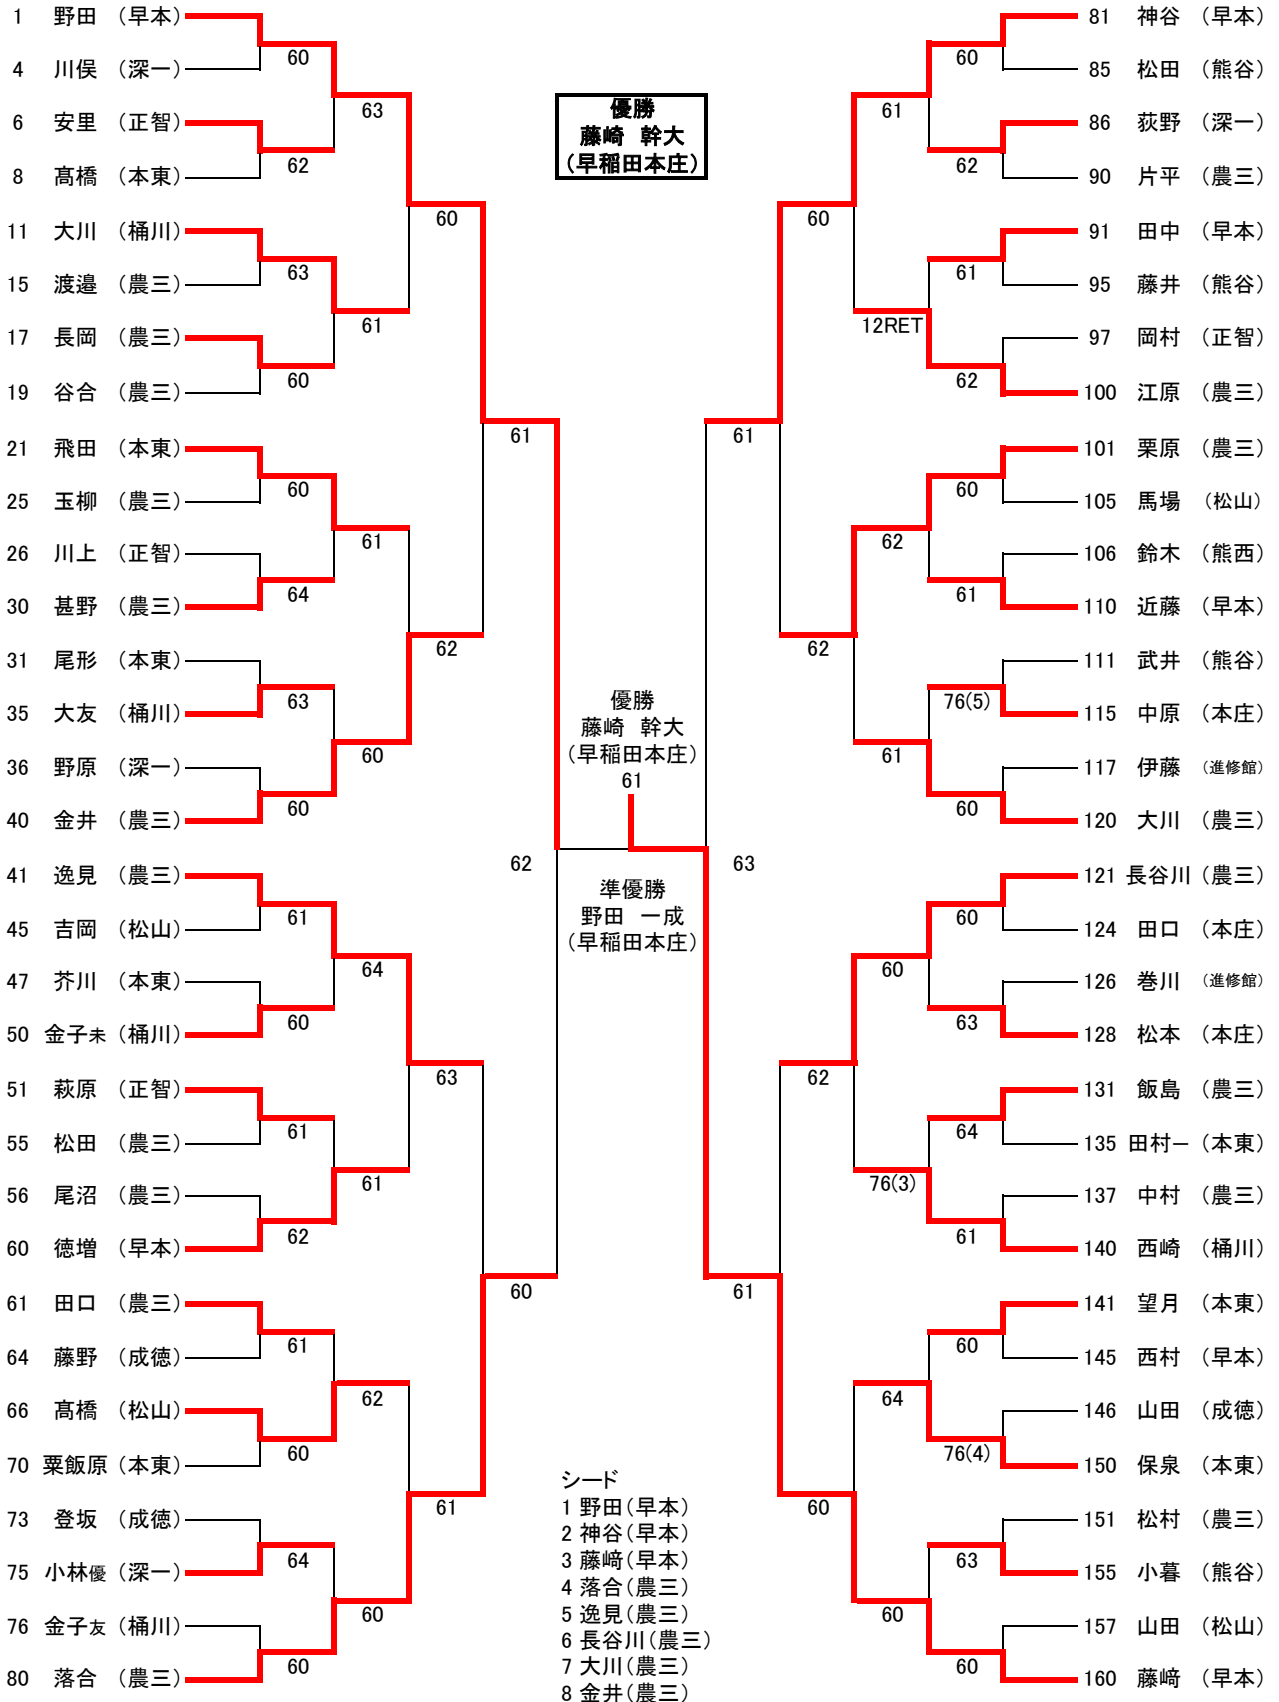 1 野田 （早本）
60
4 川俣 （深一）
63
6 安里 （正智）
62
8 髙橋 （本東）
60
11 大川 （桶川）
63
15 渡邉 （農三）
61
17 長岡 （農三）
60
19 谷合 （農三）
61
21 飛田 （本東）
60
25 玉柳 （農三）
61
26 川上 （正智）
64
30 甚野 （農三）
62
31 尾形 （本東）
63
35 大友 （桶川）
60
36 野原 （深一）
60
40 金井 （農三）
62
41 逸見 （農三）
61
45 吉岡 （松山）
64
47 芥川 （本東）
60
50 金子未 （桶川）
63
51 萩原 （正智）
61
55 松田 （農三）
61
56 尾沼 （農三）
62
60 徳増 （早本）
60
61 田口 （農三）
61
64 藤野 （成徳）
62
66 髙橋 （松山）
60
70 粟飯原 （本東）
61
73 登坂 （成徳）
64
75 小林優 （深一）
60
76 金子友 （桶川）
60
80 落合 （農三）
優勝
藤崎 幹大
（早稲田本庄）
優勝
藤崎 幹大
（早稲田本庄）
61
準優勝
野田 一成
（早稲田本庄）
シード
1 野田（早本）
2 神谷（早本）
3 藤﨑（早本）
4 落合（農三）
5 逸見（農三）
6 長谷川（農三）
7 大川（農三）
8 金井（農三）
81 神谷 （早本）
60
85 松田 （熊谷）
61
86 荻野 （深一）
62
90 片平 （農三）
60
91 田中 （早本）
61
95 藤井 （熊谷）
12RET
97 岡村 （正智）
62
100 江原 （農三）
61
101 栗原 （農三）
60
105 馬場 （松山）
62
106 鈴木 （熊西）
61
110 近藤 （早本）
62
111 武井 （熊谷）
76(5)
115 中原 （本庄）
61
117 伊藤 （進修館）
60
120 大川 （農三）
63
121 長谷川 （農三）
60
124 田口 （本庄）
60
126 巻川 （進修館）
63
128 松本 （本庄）
62
131 飯島 （農三）
64
135 田村一 （本東）
76(3)
137 中村 （農三）
61
140 西崎 （桶川）
61
141 望月 （本東）
60
145 西村 （早本）
64
146 山田 （成徳）
76(4)
150 保泉 （本東）
60
151 松村 （農三）
63
155 小暮 （熊谷）
60
157 山田 （松山）
60
160 藤﨑 （早本）